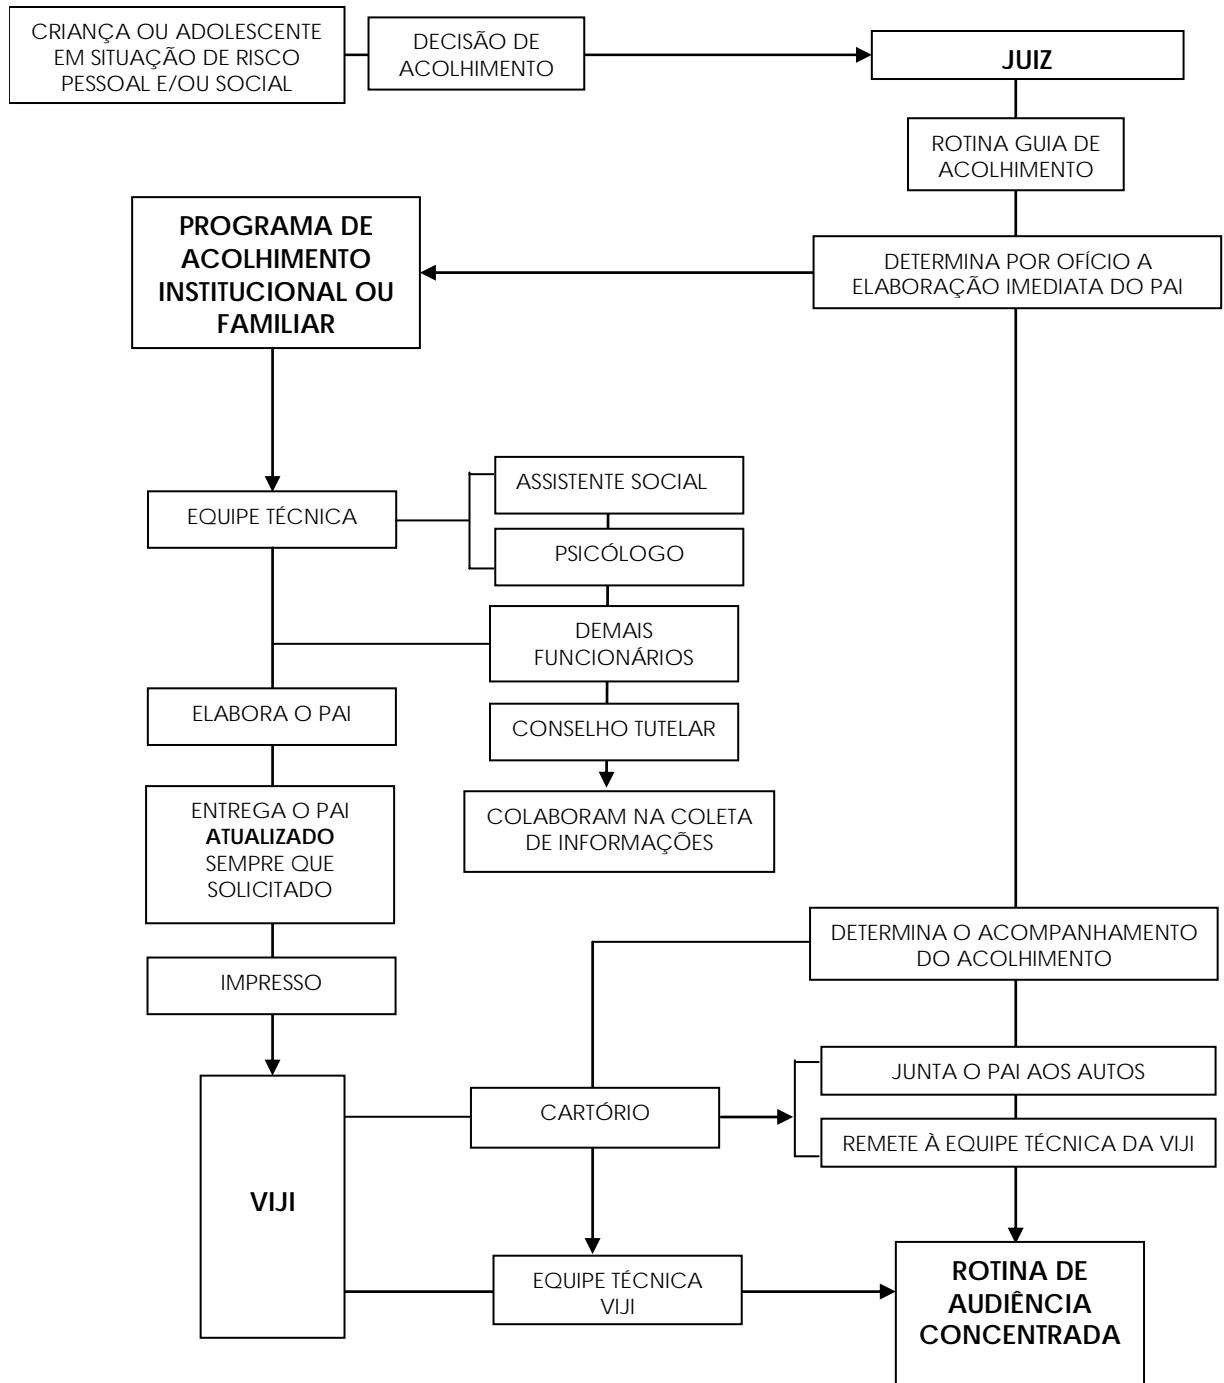 CRIANÇA OU ADOLESCENTE
EM SITUAÇÃO DE RISCO
PESSOAL E/OU SOCIAL
DECISÃO DE
ACOLHIMENTO
JUIZ
ROTINA GUIA DE
ACOLHIMENTO
PROGRAMA DE
ACOLHIMENTO
INSTITUCIONAL OU
FAMILIAR
DETERMINA POR OFÍCIO A
ELABORAÇÃO IMEDIATA DO PAI
EQUIPE TÉCNICA
ASSISTENTE SOCIAL
PSICÓLOGO
DEMAIS
FUNCIONÁRIOS
ELABORA O PAI
CONSELHO TUTELAR
ENTREGA O PAI
ATUALIZADO
SEMPRE QUE
SOLICITADO
COLABORAM NA COLETA
DE INFORMAÇÕES
DETERMINA O ACOMPANHAMENTO
DO ACOLHIMENTO
IMPRESSO
VIJI
CARTÓRIO
JUNTA O PAI AOS AUTOS
REMETE À EQUIPE TÉCNICA DA VIJI
EQUIPE TÉCNICA
VIJI
ROTINA DE
AUDIÊNCIA
CONCENTRADA